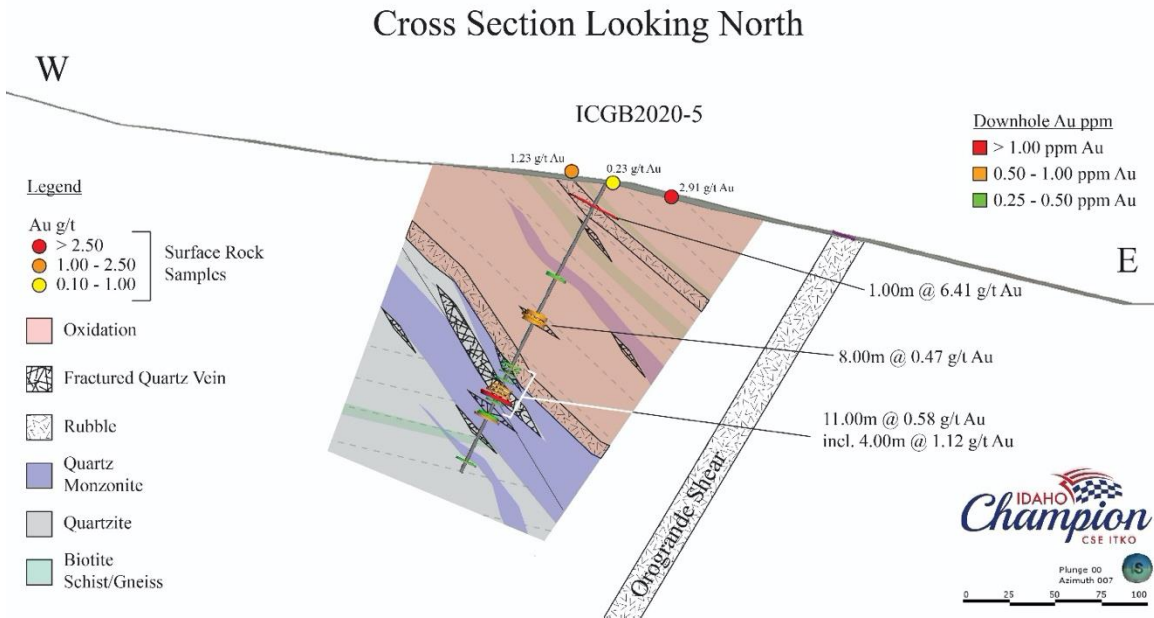 Cross Section Looking North
W
ICGB2020-5
1.23 g/t Au
0.23 g/t Au
2.91 g/t Au
Downhole Au ppm
> 1.00 ppm Au
0.50 - 1.00 ppm Au
0.25 - 0.50 ppm Au
E
Legend
Au g/t
> 2.50
1.00 - 2.50
0.10 - 1.00
Surface Rock
Samples
Oxidation
Fractured Quartz Vein
Rubble
Quartz
Monzonite
Quartzite
Biotite
Schist/Gneiss
1.00m @ 6.41 g/t Au
8.00m @ 0.47 g/t Au
11.00m @ 0.58 g/t Au
incl. 4.00m @ 1.12 g/t Au
Orogrande Shear
IDAHO
Champion
CSE ITKO
Plunge 00
Azimuth 007
iS
0 25 50 75 100